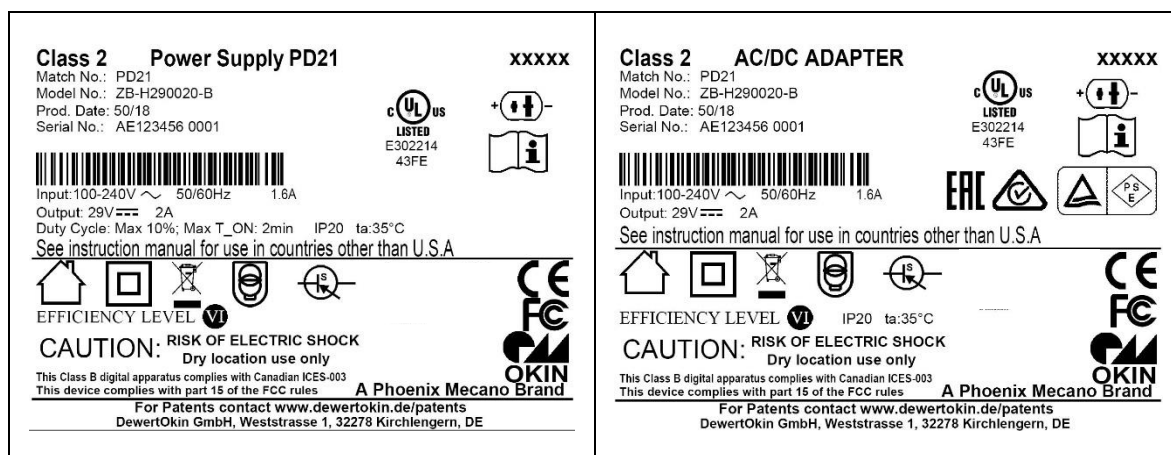 Class 2 Power Supply PD21 xxxxx
Match No.: PD21
Model No.: ZB-H290020-B
Prod. Date: 50/18
Serial No.: AE123456 0001
C UL US
LISTED
E302214
43FE
+ -
i
Input:100-240V ~ 50/60Hz 1.6A
Output: 29V 2A
Duty Cycle: Max 10%; Max T_ON: 2min IP20 ta:35°C
See instruction manual for use in countries other than U.S.A
S
CE
FC
EFFICIENCY LEVEL VI
CAUTION: RISK OF ELECTRIC SHOCK
Dry location use only
OKIN
This Class B digital apparatus complies with Canadian ICES-003
This device complies with part 15 of the FCC rules A Phoenix Mecano Brand
For Patents contact www.dewertokin.de/patents
DewertOkin GmbH, Weststrasse 1, 32278 Kirchlengern, DE
Class 2 AC/DC ADAPTER xxxxx
Match No.: PD21
Model No.: ZB-H290020-B
Prod. Date: 50/18
Serial No.: AE123456 0001
C UL US
LISTED
E302214
43FE
+ -
i
EAC
PS
E
Input:100-240V ~ 50/60Hz 1.6A
Output: 29V 2A
See instruction manual for use in countries other than U.S.A
S
CE
FC
EFFICIENCY LEVEL VI IP20 ta:35°C
CAUTION: RISK OF ELECTRIC SHOCK
Dry location use only
OKIN
This Class B digital apparatus complies with Canadian ICES-003
This device complies with part 15 of the FCC rules A Phoenix Mecano Brand
For Patents contact www.dewertokin.de/patents
DewertOkin GmbH, Weststrasse 1, 32278 Kirchlengern, DE